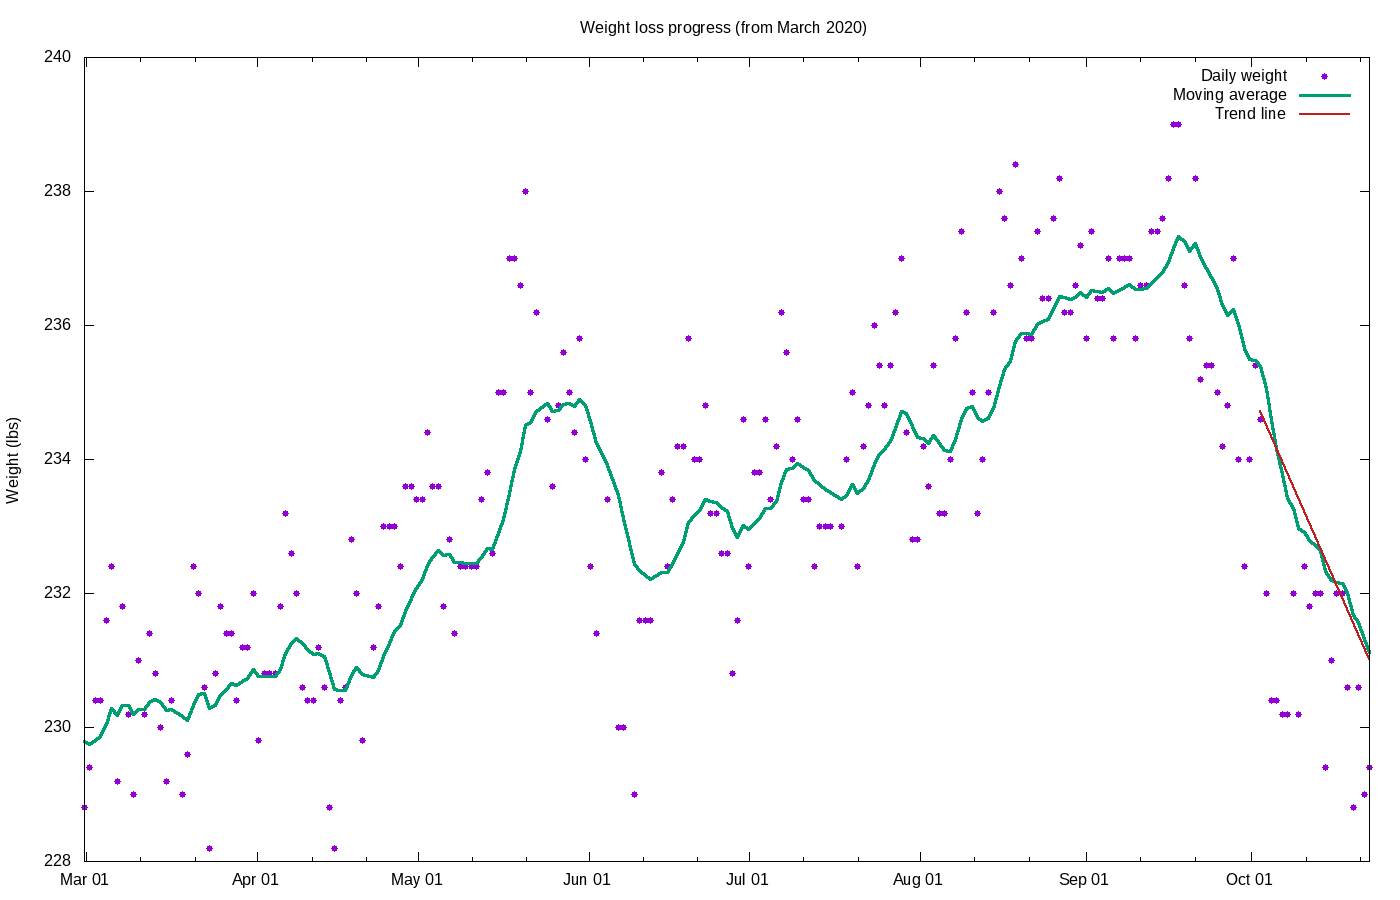 Weight loss progress (from March 2020)
240
238
236
234
232
230
228
Weight (lbs)
Daily weight
Moving average
Trend line
Mar 01 Apr 01 May 01 Jun 01 Jul 01 Aug 01 Sep 01 Oct 01